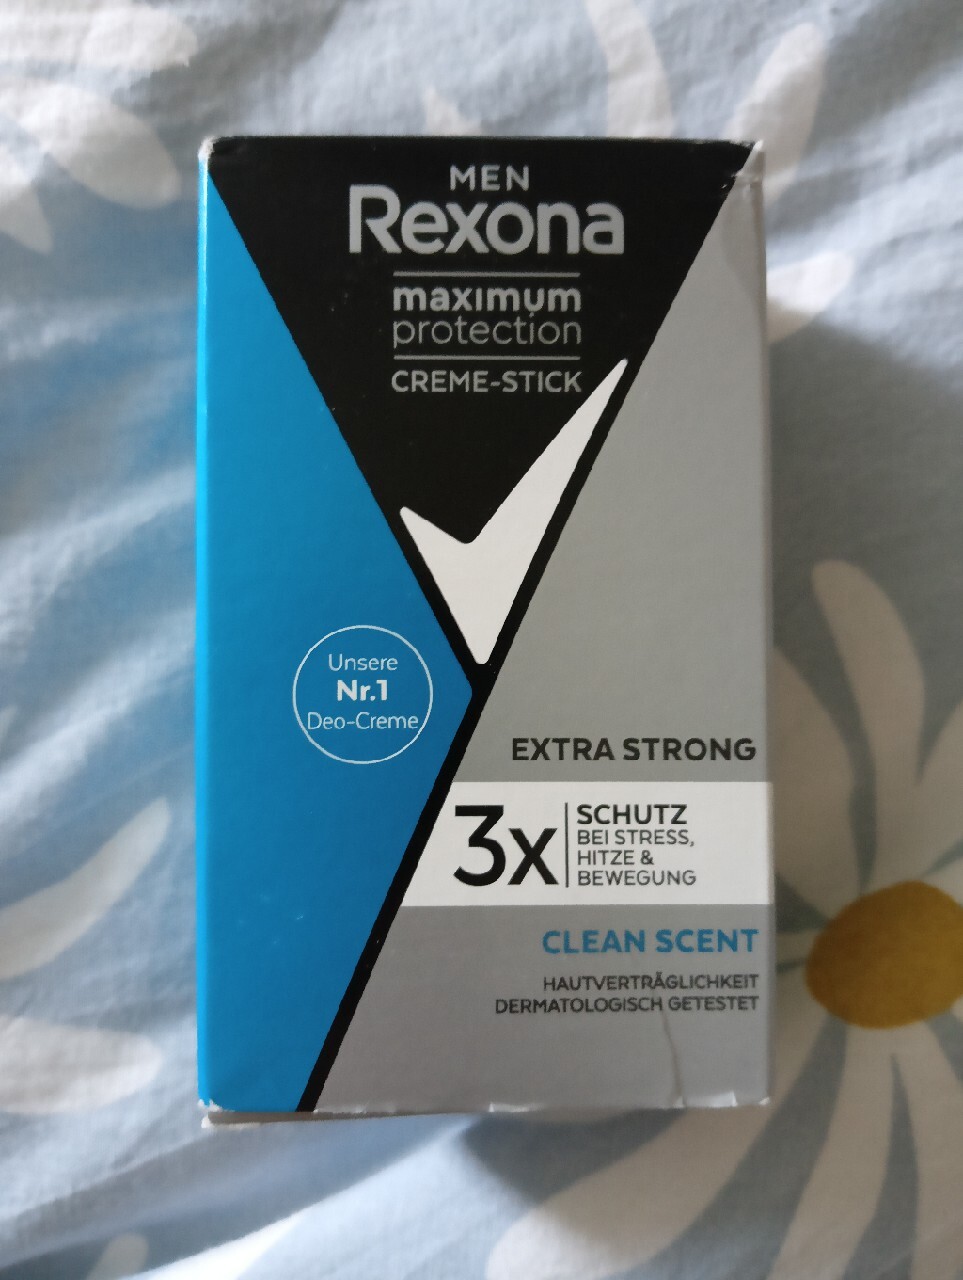 MEN
Rexona
maximum
protection
CREME-STICK
Unsere
Nr.1
Deo-Creme
EXTRA STRONG
3x
SCHUTZ
BEI STRESS,
HITZE &
BEWEGUNG
CLEAN SCENT
HAUTVERTRÄGLICHKEIT
DERMATOLOGISCH GETESTET